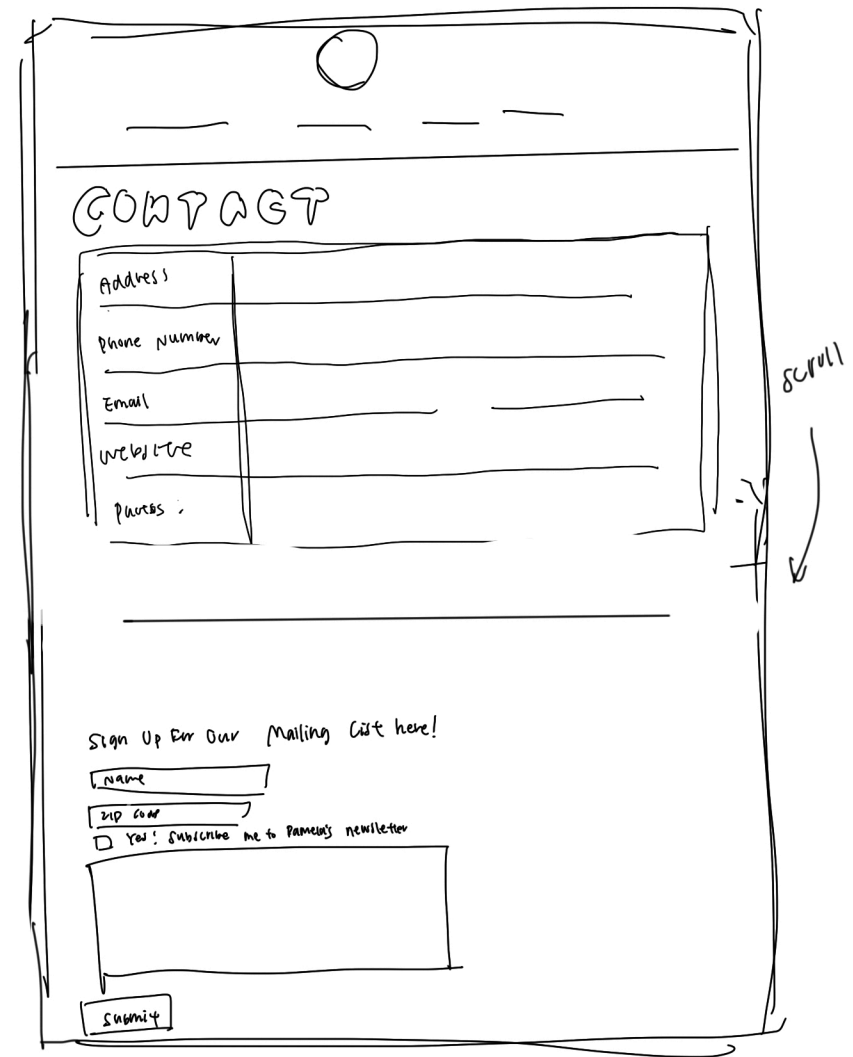 CONTACT
Address
Phone Number
scroll
Email
website
Photos :
Sign Up For Our Mailing List here!
Name
ZIP Code
Yes! Subscribe me to Pamela's newsletter
Submit